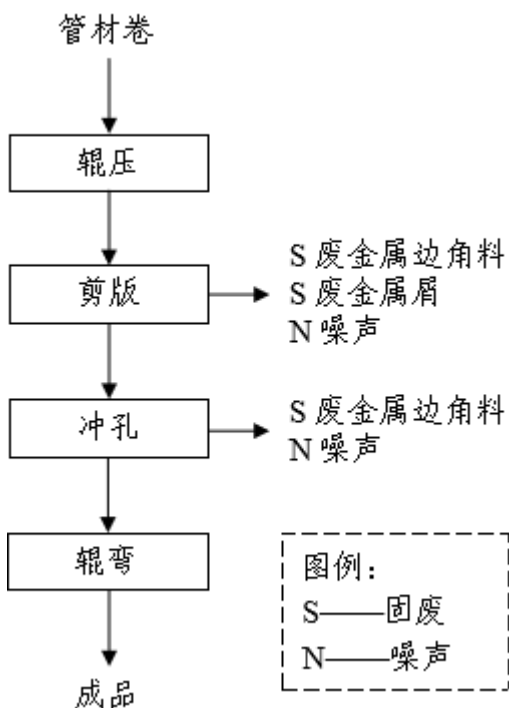 管材卷
辊压
剪版
S 废金属边角料
S 废金属屑
N 噪声
冲孔
S 废金属边角料
N 噪声
辊弯
成品
图例：
S——固废
N——噪声